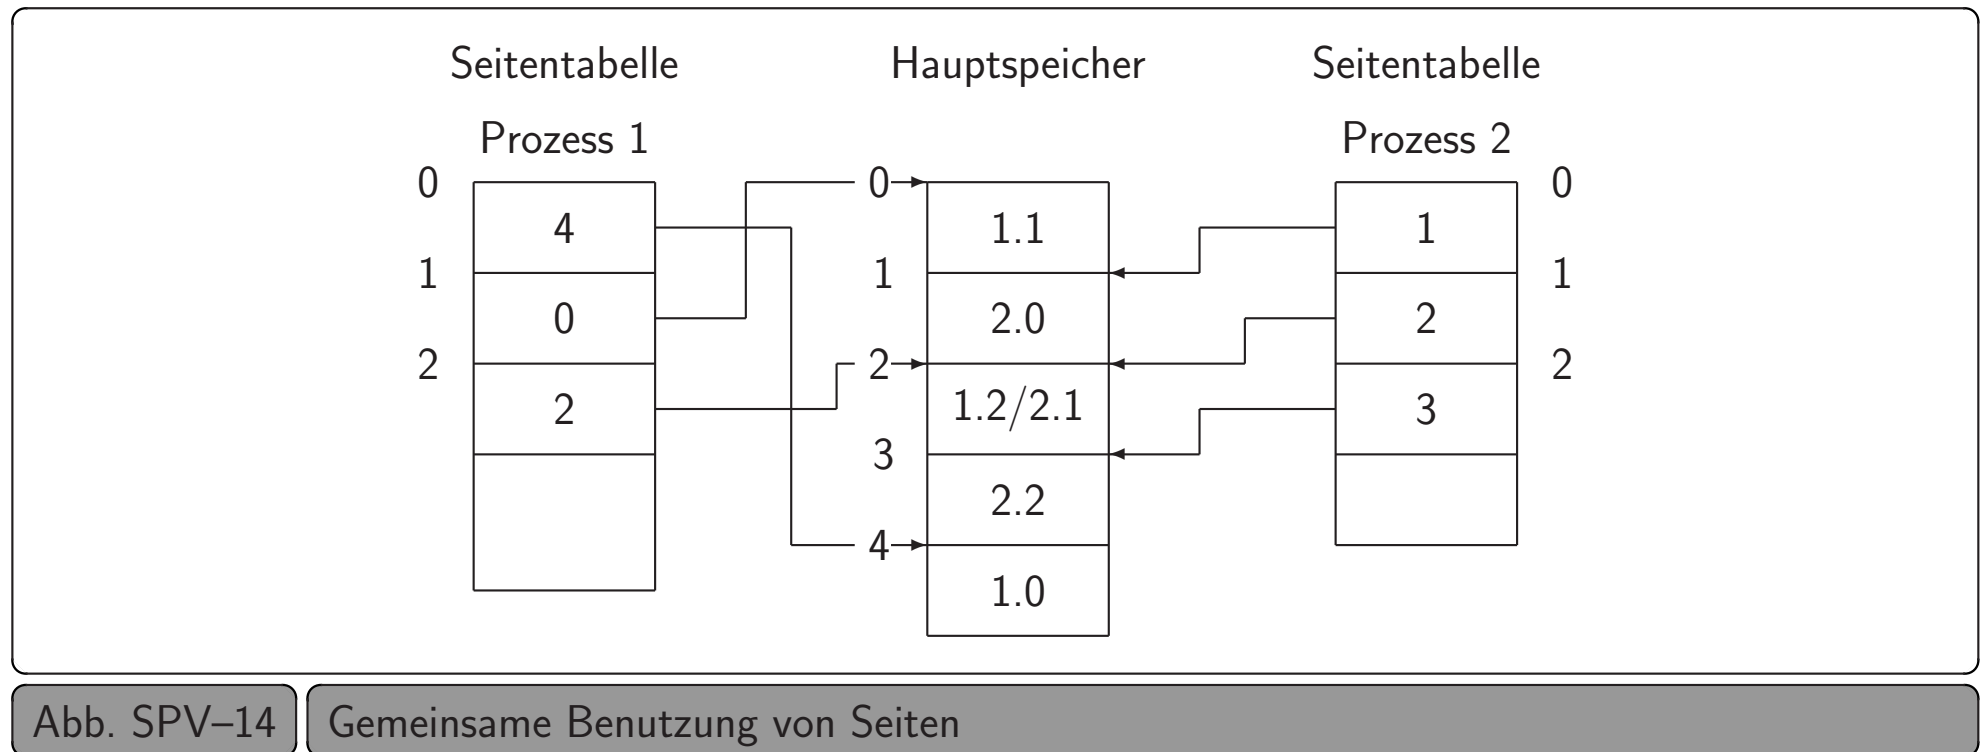 Seitentabelle Hauptspeicher Seitentabelle
Prozess 1 Prozess 2
0 0 0
4 1.1 1
1 1 1
0 2.0 2
2 2 2
2 1.2/2.1 3
3
2.2
4
1.0
Abb. SPV–14 Gemeinsame Benutzung von Seiten